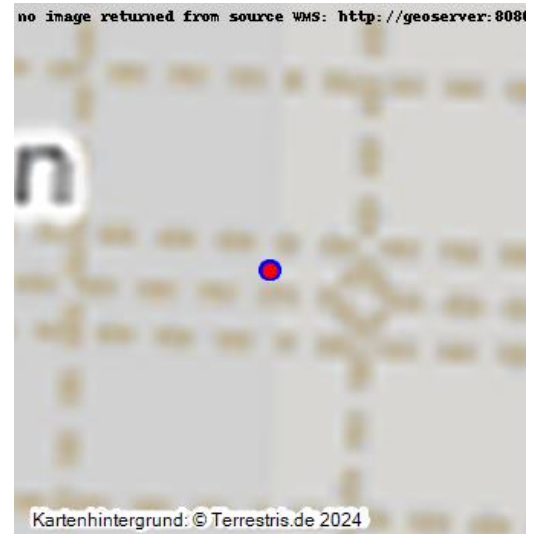 no image returned from source WMS: http://geoserver:8080
n
Kartenhintergrund: © Terrestris.de 2024